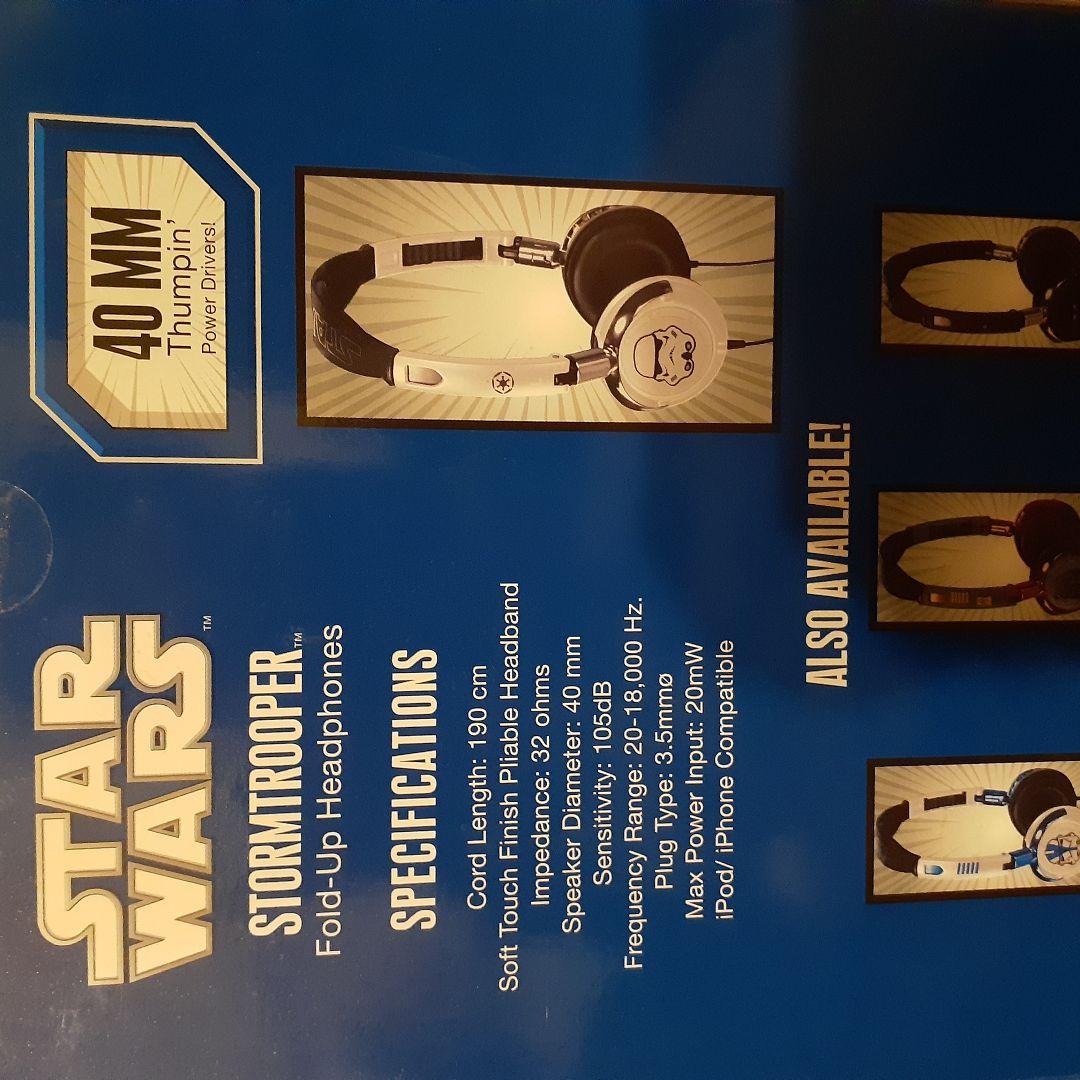 STAR
WARS™
STORMTROOPER™
Fold-Up Headphones
SPECIFICATIONS
Cord Length: 190 cm
Soft Touch Finish Pliable Headband
Impedance: 32 ohms
Speaker Diameter: 40 mm
Sensitivity: 105dB
Frequency Range: 20-18,000 Hz.
Plug Type: 3.5mmø
Max Power Input: 20mW
iPod/ iPhone Compatible
40 MM
Thumpin'
Power Drivers!
ALSO AVAILABLE!